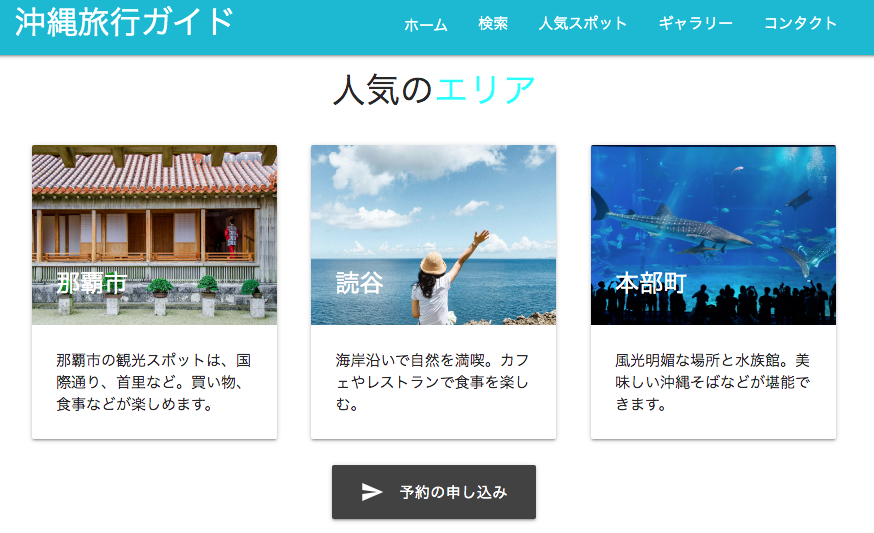 沖縄旅行ガイド
ホーム 検索 人気スポット ギャラリー コンタクト
人気のエリア
那覇市
那覇市の観光スポットは、国
際通り、首里など。買い物、
食事などが楽しめます。
読谷
海岸沿いで自然を満喫。カフ
ェやレストランで食事を楽し
む。
本部町
風光明媚な場所と水族館。美
味しい沖縄そばなどが堪能で
きます。
予約の申し込み